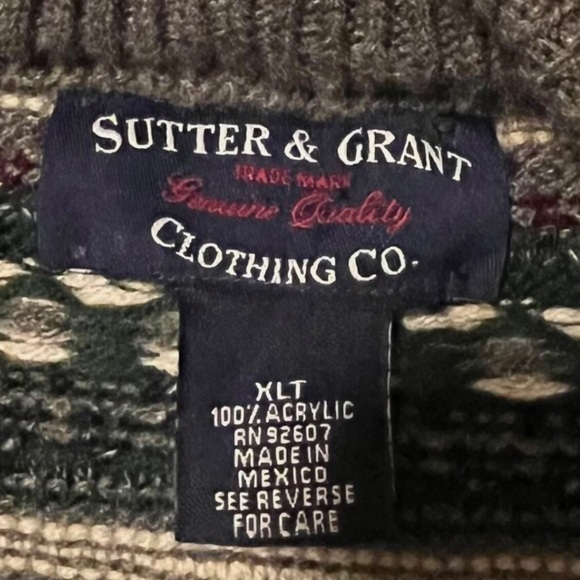 SUTTER & GRANT
TRADE MARK
Genuine Quality
CLOTHING CO.
XLT
100% ACRYLIC
RN 92607
MADE IN
MEXICO
SEE REVERSE
FOR CARE